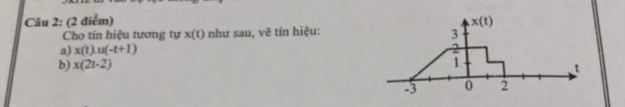 Câu 2: (2 điểm)
Cho tín hiệu tương tự x(t) như sau, vẽ tín hiệu:
a) x(t).u(-t+1)
b) x(2t-2)
x(t)
3
2
1
t
-3
0
2